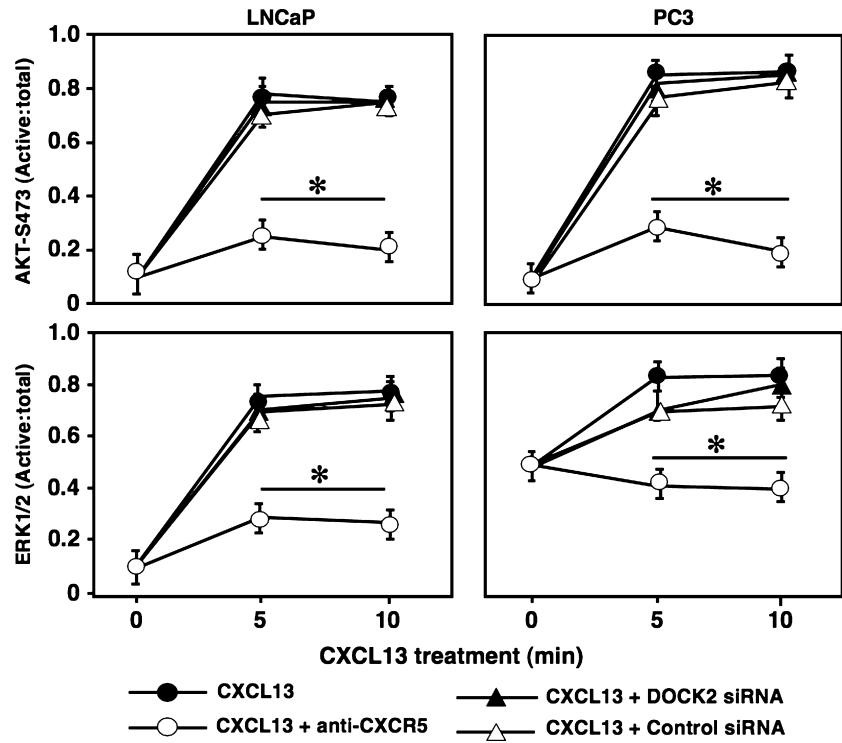 LNCaP PC3
AKT-S473 (Active:total)
1.0
0.8
0.6
0.4
0.2
0
*
*
ERK1/2 (Active:total)
1.0
0.8
0.6
0.4
0.2
0
*
*
0 5 10 0 5 10
CXCL13 treatment (min)
CXCL13 CXCL13 + DOCK2 siRNA
CXCL13 + anti-CXCR5 CXCL13 + Control siRNA